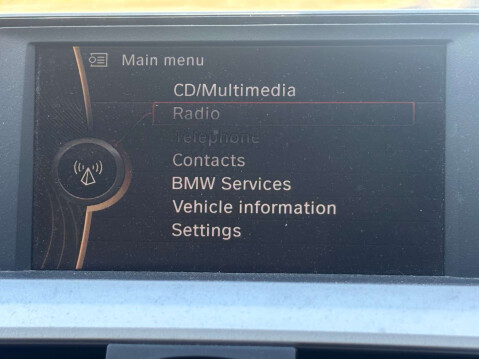 Main menu
CD/Multimedia
Radio
Telephone
Contacts
BMW Services
Vehicle information
Settings